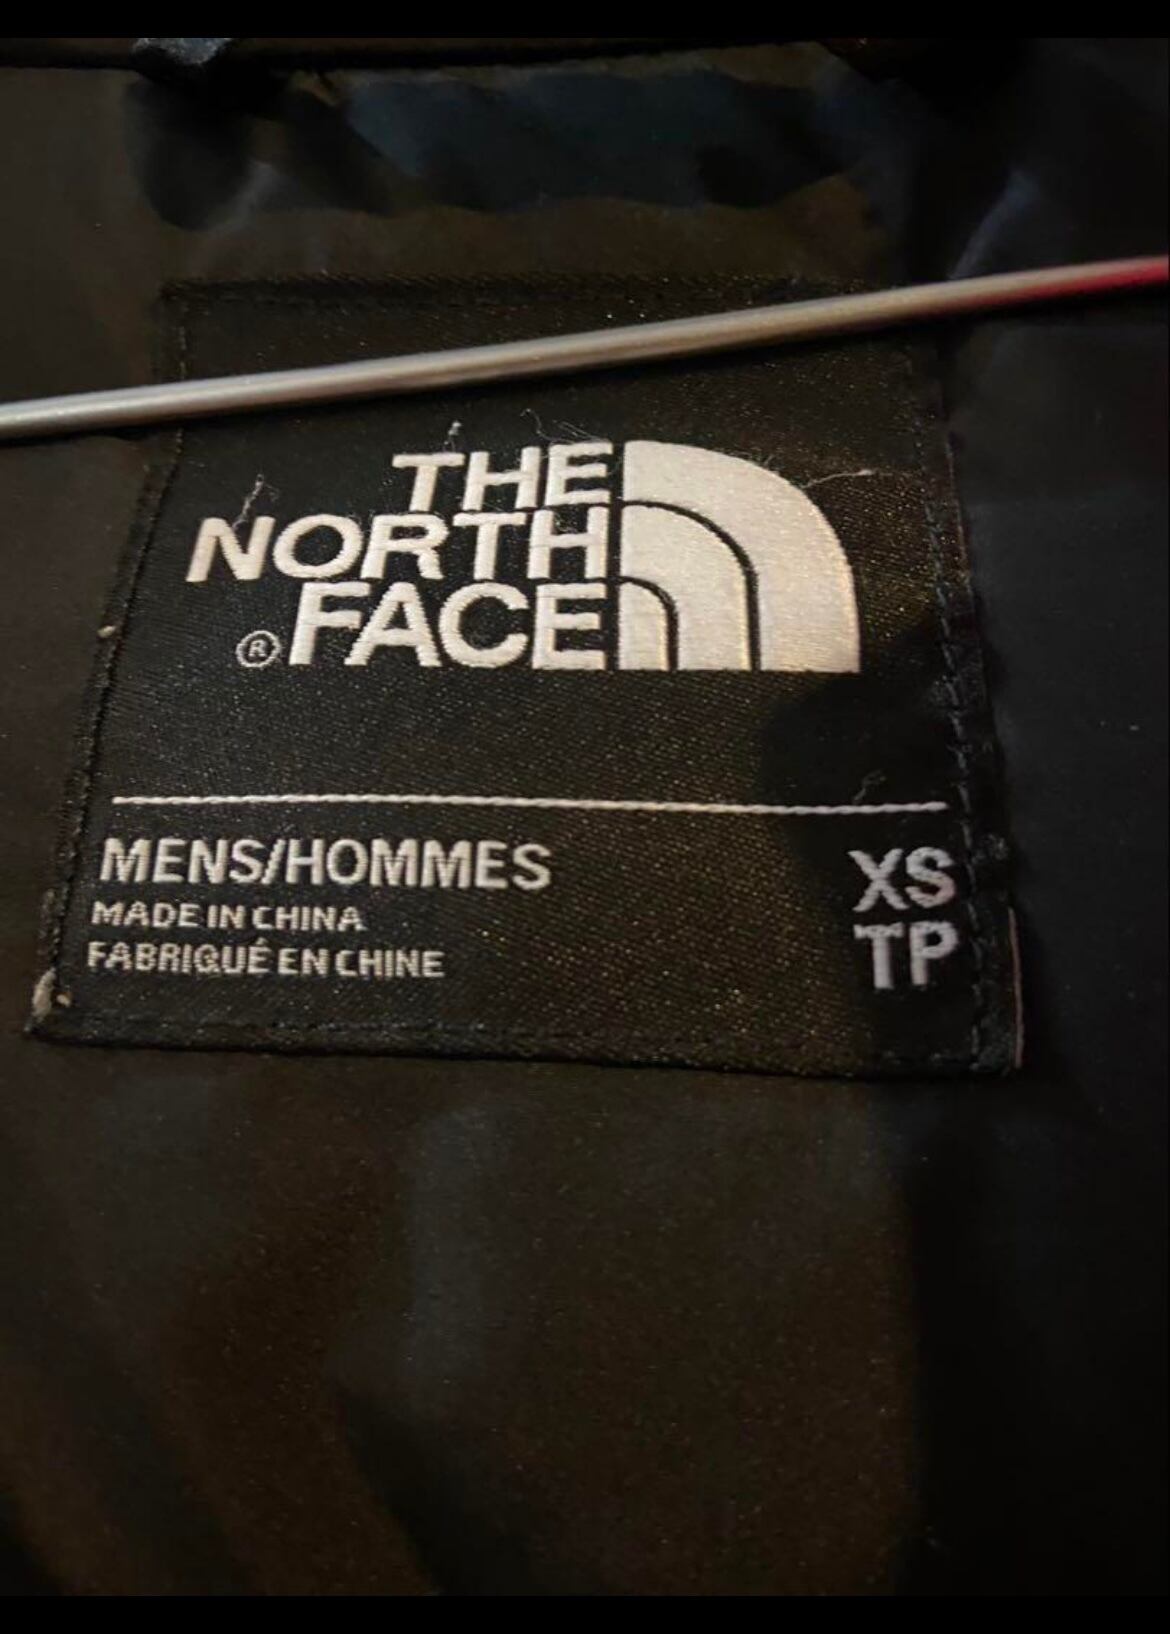 THE
NORTH
® FACE
MENS/HOMMES XS
MADE IN CHINA TP
FABRIQUÉ EN CHINE